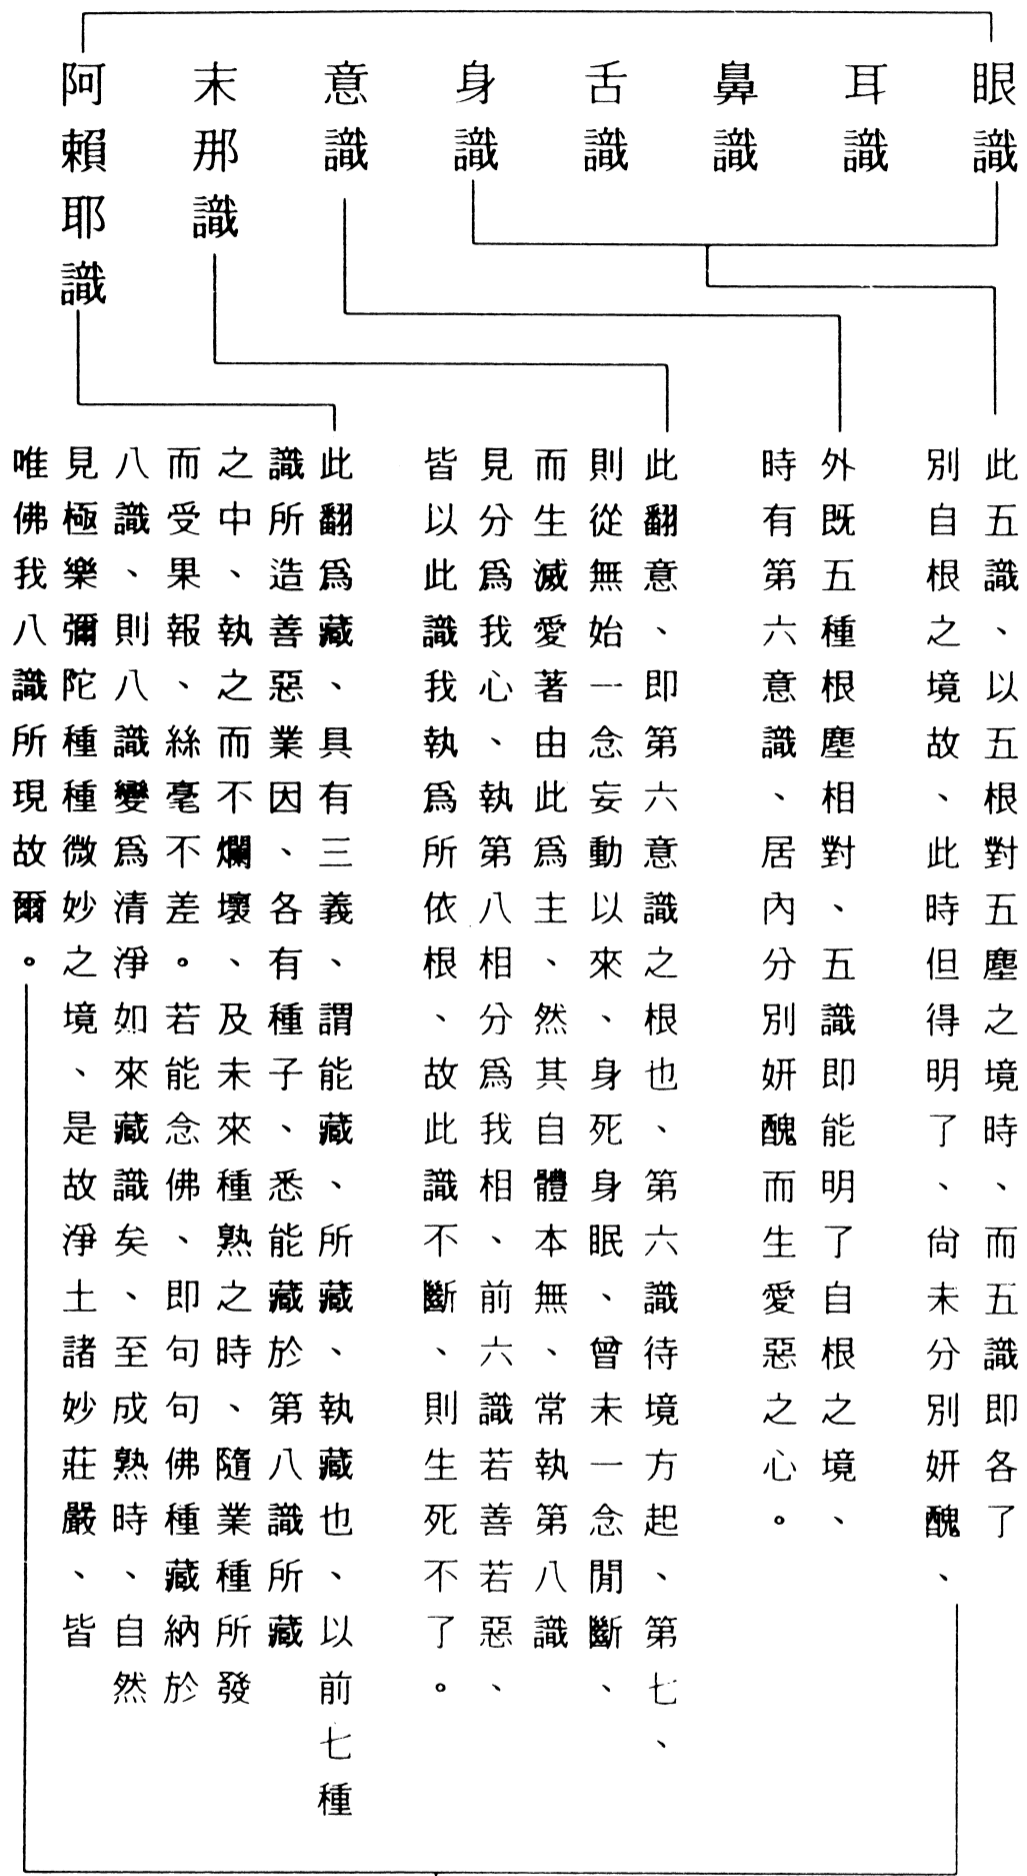 眼識
耳識
鼻識
舌識
身識
意識
末那識
阿賴耶識
此五識、以五根對五塵之境時、而五識即各了
別自根之境故、此時但得明了、尚未分別妍醜、
外既五種根塵相對、五識即能明了自根之境、
時有第六意識、居內分別妍醜而生愛惡之心。
此翻意、即第六意識之根也、第六識待境方起、第七、
則從無始一念妄動以來、身死身眠、曾未一念閒斷、
而生滅愛著由此爲主、然其自體本無、常執第八識
見分爲我心、執第八相分爲我相、前六識若善若惡、
皆以此識我執爲所依根、故此識不斷、則生死不了。
此翻爲藏、具有三義、謂能藏、所藏、執藏也、以前七種
識所造善惡業因、各有種子、悉能藏於第八識所藏
之中、執之而不爛壞、及未來種熟之時、隨業種所發
而受果報、絲毫不差。若能念佛、即句句佛種藏納於
八識、則八識變爲清淨如來藏識矣、至成熟時、自然
見極樂彌陀種種微妙之境、是故淨土諸妙莊嚴、皆
唯佛我八識所現故爾。